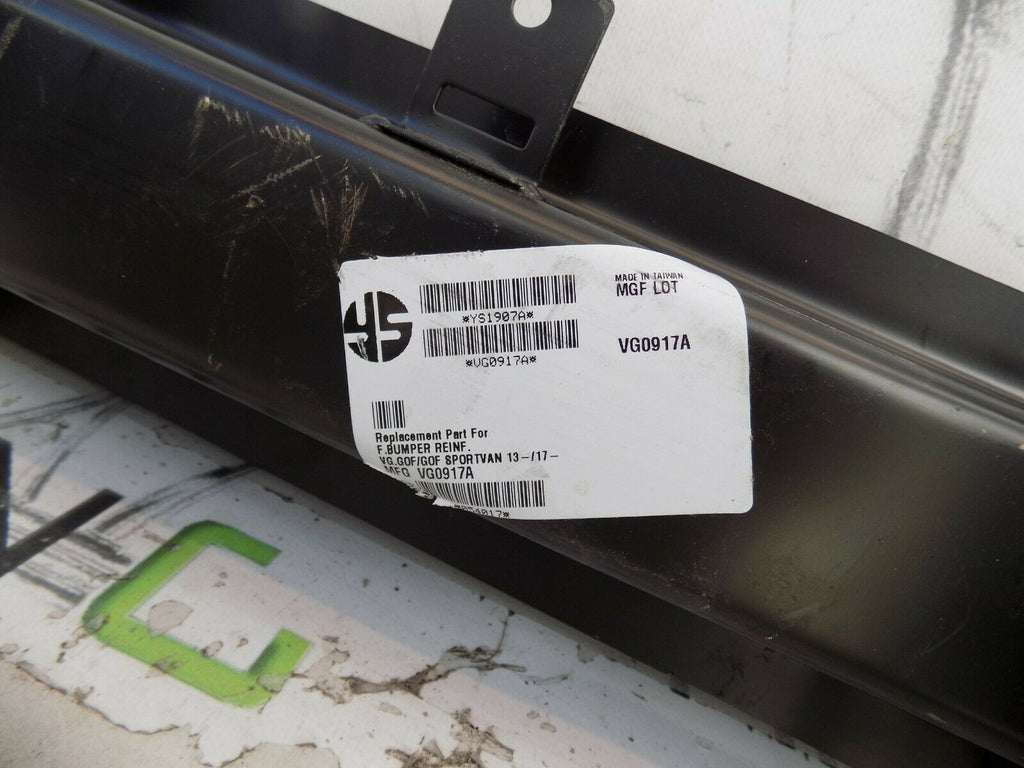 YS
*YS1907A*
*VG0917A*
MADE IN TAIWAN
MGF LOT
VG0917A
Replacement Part For
F.BUMPER REINF.
VG.GOF/GOF SPORTVAN 13-/17-
MFG VG0917A